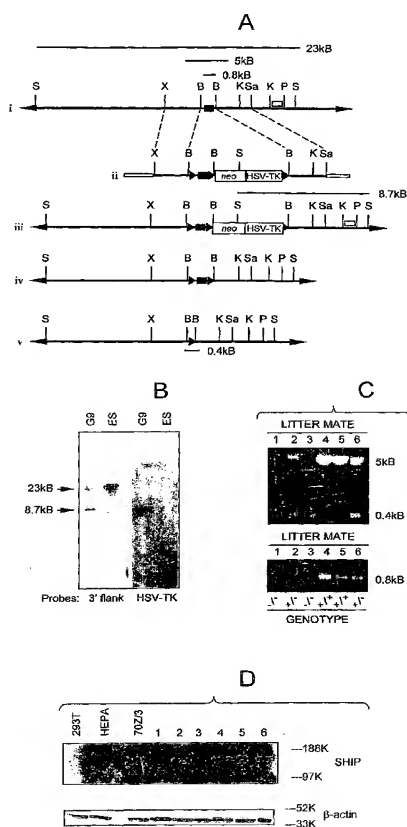 A
23kB
5kB
0.8kB
S X B B K Sa K P S
i
X B B S B K Sa
ii neo HSV-TK
8.7kB
S X B B S B K Sa K P S
iii neo HSV-TK
S X B B K Sa K P S
iv
S X B B K Sa K P S
v
0.4kB
B
G9 ES G9 ES
23kB
8.7kB
Probes: 3' flank HSV-TK
C
LITTER MATE
1 2 3 4 5 6
5kB
0.4kB
LITTER MATE
1 2 3 4 5 6
0.8kB
-/- +/- -/- +/+ +/+ +/-
GENOTYPE
D
293T HEPA 70Z/3 1 2 3 4 5 6
188K
SHIP
97K
52K
β-actin
33K